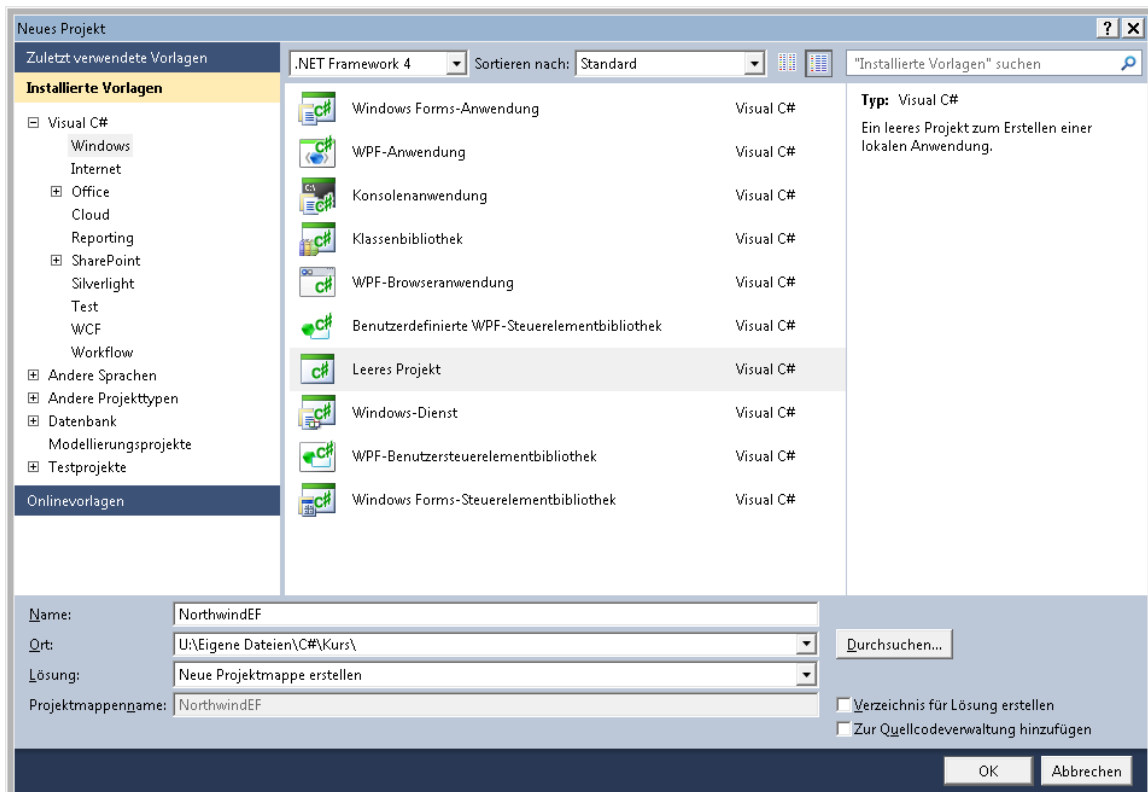 Neues Projekt
Zuletzt verwendete Vorlagen
Installierte Vorlagen
Visual C#
Windows
Internet
Office
Cloud
Reporting
SharePoint
Silverlight
Test
WCF
Workflow
Andere Sprachen
Andere Projekttypen
Datenbank
Modellierungsprojekte
Testprojekte
Onlinevorlagen
.NET Framework 4 Sortieren nach: Standard
Windows Forms-Anwendung Visual C#
WPF-Anwendung Visual C#
Konsolenanwendung Visual C#
Klassenbibliothek Visual C#
WPF-Browseranwendung Visual C#
Benutzerdefinierte WPF-Steuerelementbibliothek Visual C#
Leeres Projekt Visual C#
Windows-Dienst Visual C#
WPF-Benutzersteuerelementbibliothek Visual C#
Windows Forms-Steuerelementbibliothek Visual C#
"Installierte Vorlagen" suchen
Typ: Visual C#
Ein leeres Projekt zum Erstellen einer
lokalen Anwendung.
Name: NorthwindEF
Ort: U:\Eigene Dateien\C#\Kurs\
Durchsuchen...
Lösung: Neue Projektmappe erstellen
Projektmappenname: NorthwindEF
Verzeichnis für Lösung erstellen
Zur Quellcodeverwaltung hinzufügen
OK Abbrechen